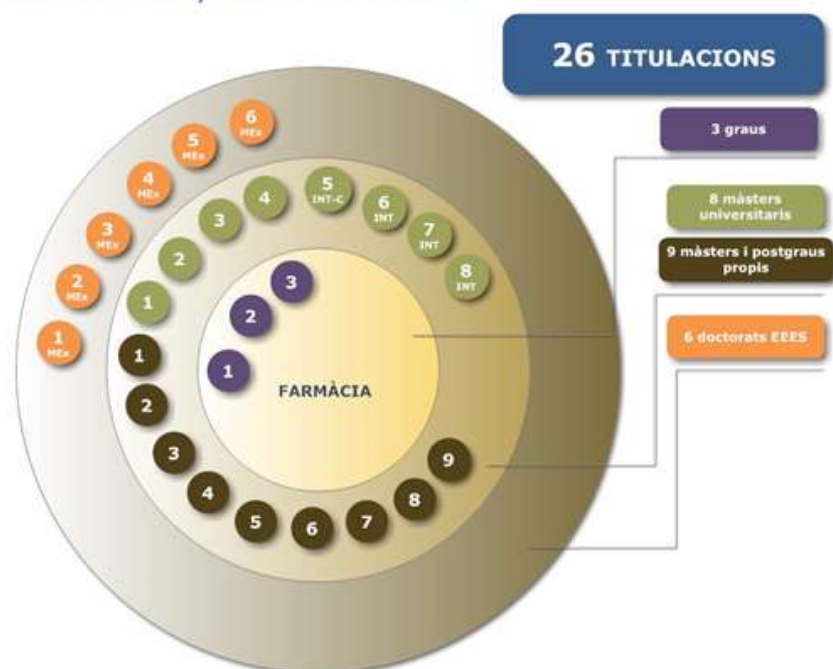 26 TITULACIONS
3 graus
8 màsters
universitaris
9 màsters i postgraus
propis
6 doctorats EEES
6
MEx
5
MEx
4
MEx
3
MEx
2
MEx
1
MEx
1
2
3
4
5
INT-C
6
INT
7
INT
8
INT
3
2
1
FARMÀCIA
1
2
3
4
5
6
7
8
9